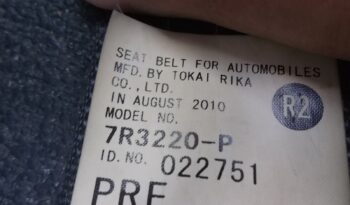 SEAT BELT FOR AUTOMOBILES
MFD. BY TOKAI RIKA
CO., LTD.
IN AUGUST 2010
R2
MODEL NO.
7R3220-P
ID. NO. 022751